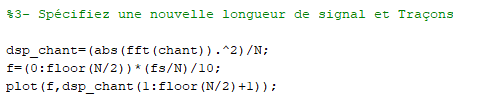 %3- Spécifiez une nouvelle longueur de signal et Traçons
dsp_chant=(abs(fft(chant)).^2)/N;
f=(0:floor(N/2))*(fs/N)/10;
plot(f,dsp_chant(1:floor(N/2)+1));